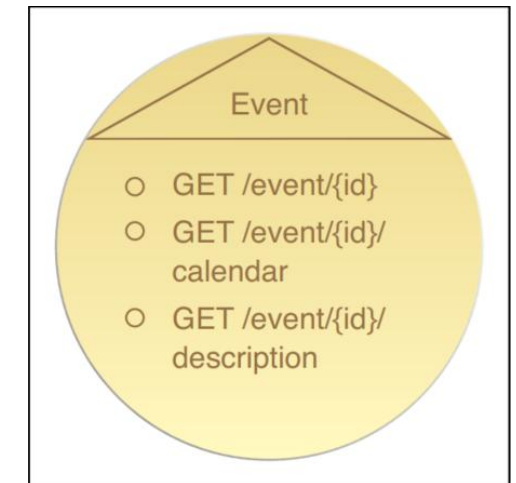 Event
GET /event/{id}
GET /event/{id}/
calendar
GET /event/{id}/
description